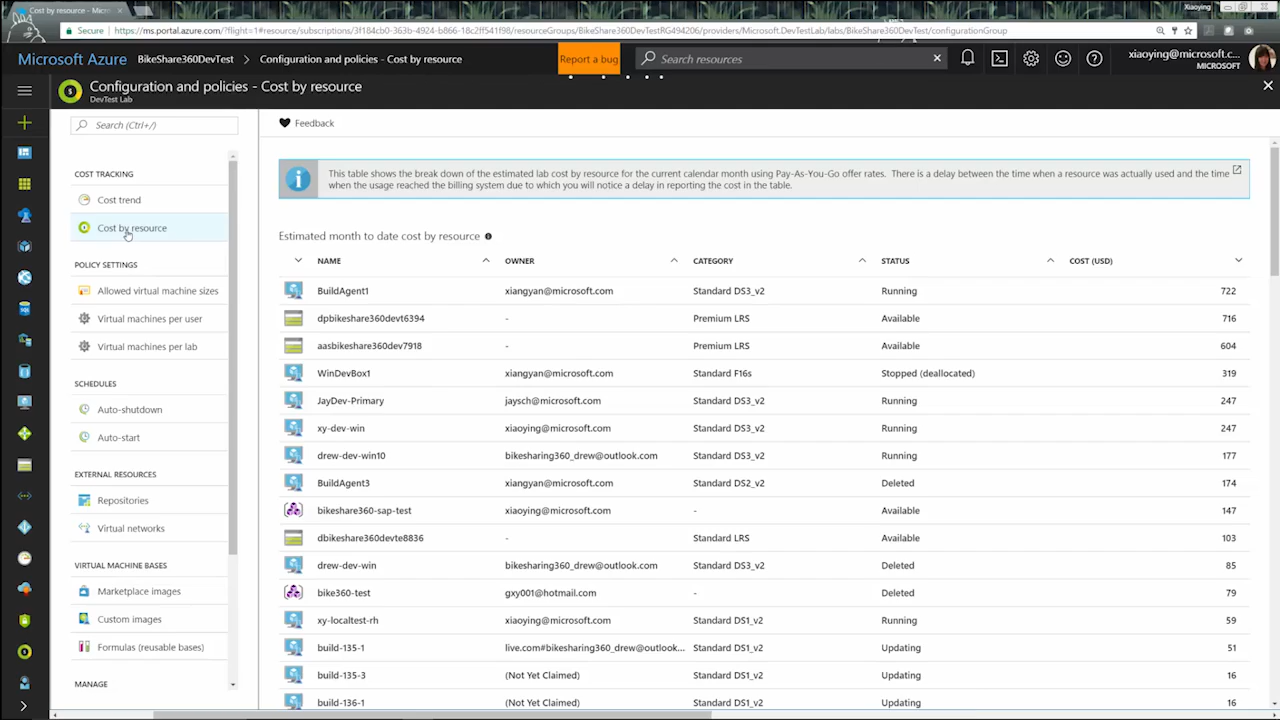 Cost by resource - Micros
Xiaoying
Secure
https://ms.portal.azure.com/?flight=1#resource/subscriptions/3f184cb0-363b-4924-b866-18c2ff541f98/resourceGroups/BikeShare360DevTestRG494206/providers/Microsoft.DevTestLab/labs/BikeShare360DevTest/configurationGroup
Microsoft Azure
BikeShare360DevTest
Configuration and policies - Cost by resource
Report a bug
Search resources
xiaoying@microsoft.c...
MICROSOFT
Configuration and policies - Cost by resource
DevTest Lab
Search (Ctrl+/)
COST TRACKING
Cost trend
Cost by resource
POLICY SETTINGS
Allowed virtual machine sizes
Virtual machines per user
Virtual machines per lab
SCHEDULES
Auto-shutdown
Auto-start
EXTERNAL RESOURCES
Repositories
Virtual networks
VIRTUAL MACHINE BASES
Marketplace images
Custom images
Formulas (reusable bases)
MANAGE
Feedback
This table shows the break down of the estimated lab cost by resource for the current calendar month using Pay-As-You-Go offer rates. There is a delay between the time when a resource was actually used and the time
when the usage reached the billing system due to which you will notice a delay in reporting the cost in the table.
Estimated month to date cost by resource
NAME OWNER CATEGORY STATUS COST (USD)
BuildAgent1 xiangyan@microsoft.com Standard DS3_v2 Running 722
dpbikeshare360devt6394 - Premium LRS Available 716
aasbikeshare360dev7918 - Premium LRS Available 604
WinDevBox1 xiangyan@microsoft.com Standard F16s Stopped (deallocated) 319
JayDev-Primary jaysch@microsoft.com Standard DS3_v2 Running 247
xy-dev-win xiaoying@microsoft.com Standard DS3_v2 Running 247
drew-dev-win10 bikesharing360_drew@outlook.com Standard DS3_v2 Running 177
BuildAgent3 xiangyan@microsoft.com Standard DS2_v2 Deleted 174
bikeshare360-sap-test xiaoying@microsoft.com - Available 147
dbikeshare360devte8836 - Standard LRS Available 103
drew-dev-win bikesharing360_drew@outlook.com Standard DS3_v2 Deleted 85
bike360-test gxy001@hotmail.com - Deleted 79
xy-localtest-rh xiaoying@microsoft.com Standard DS1_v2 Running 59
build-135-1 live.com#bikesharing360_drew@outlook... Standard DS1_v2 Updating 51
build-135-3 (Not Yet Claimed) Standard DS1_v2 Updating 16
build-136-1 (Not Yet Claimed) Standard DS1_v2 Updating 16